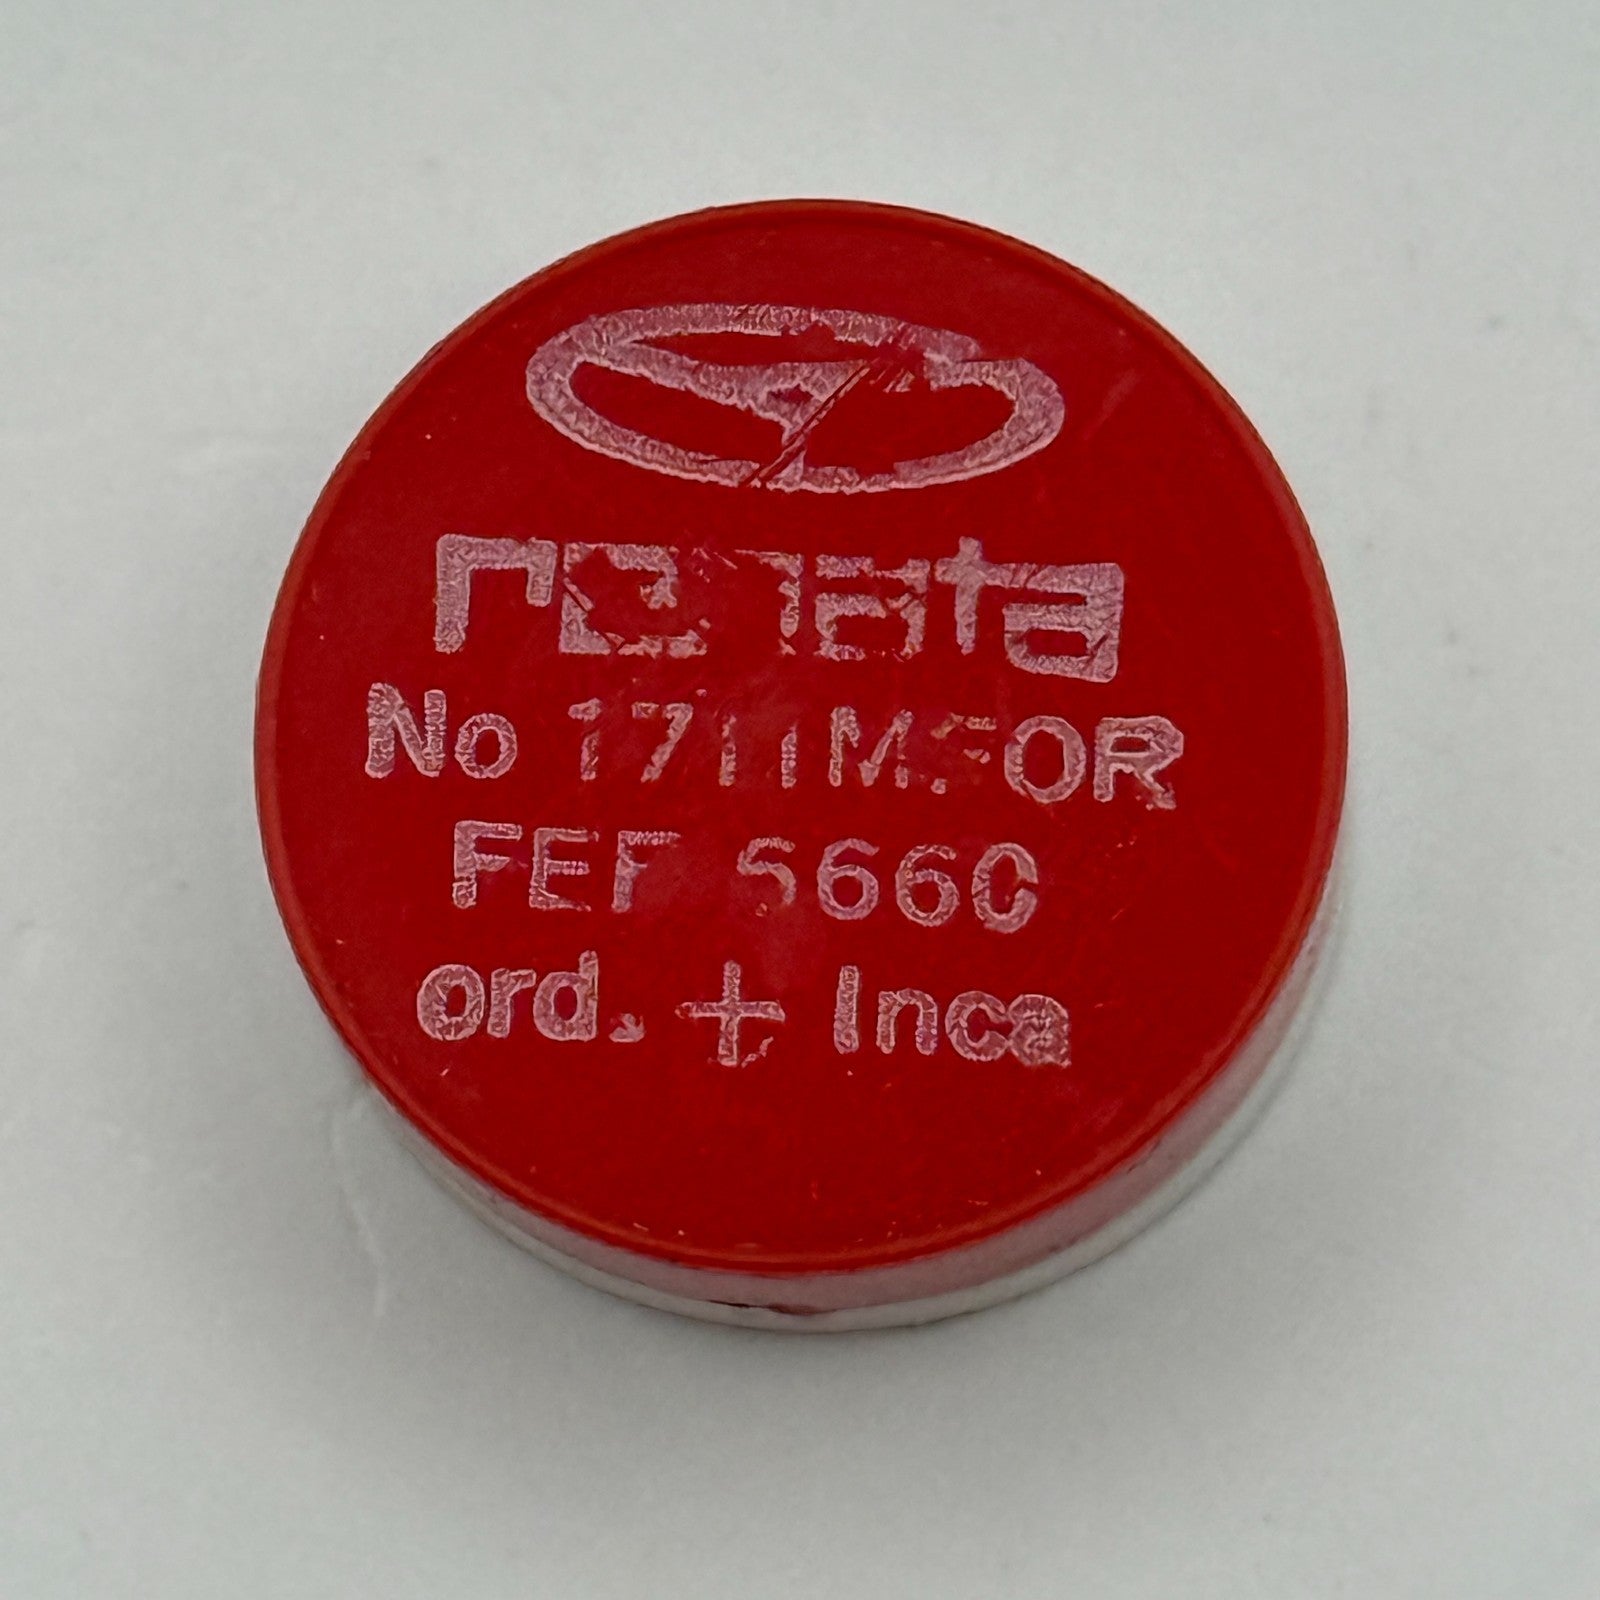 renata
No 1711M.FOR
FEF 5660
ord. + Inca